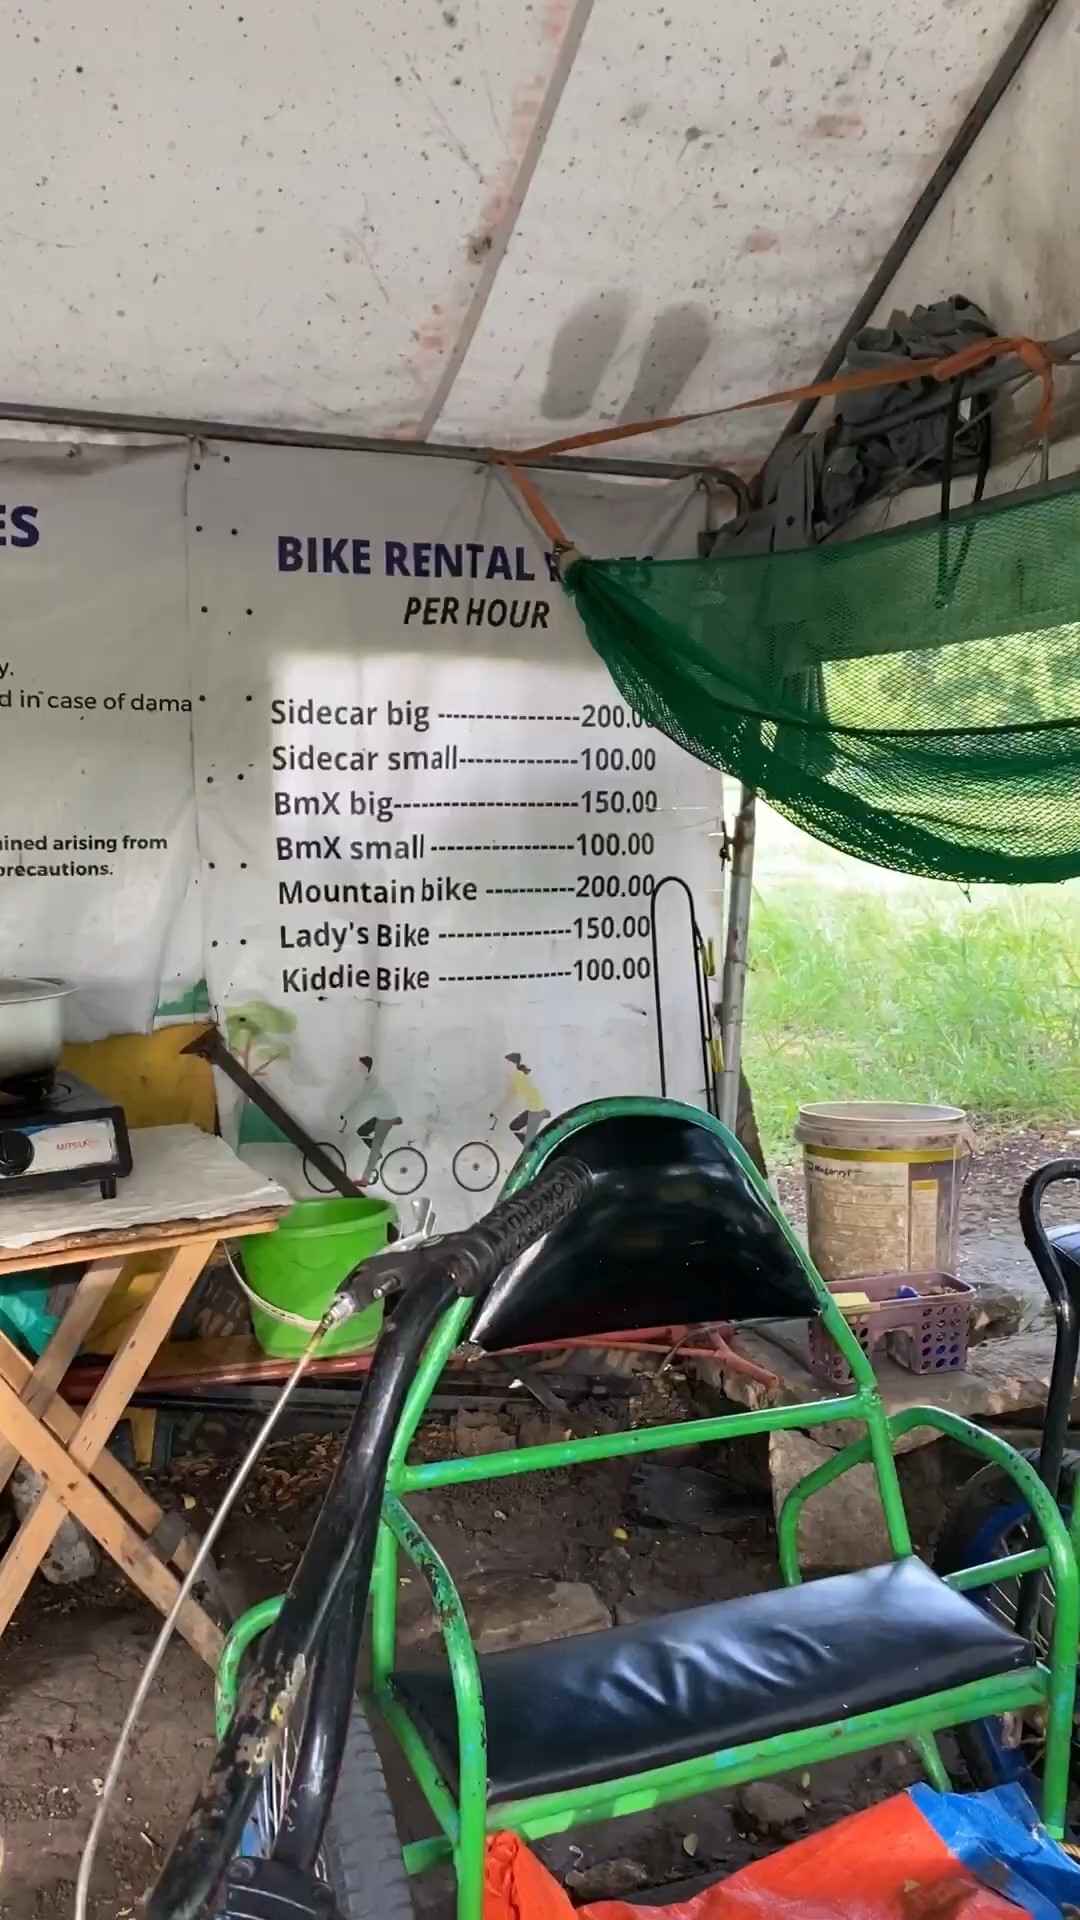 ES
y.
d in case of dama
ined arising from
precautions.
BIKE RENTAL
PER HOUR
Sidecar big -----------------200.00
Sidecar small--------------100.00
BmX big----------------------150.00
BmX small -----------------100.00
Mountain bike -----------200.00
Lady's Bike ----------------150.00
Kiddie Bike ----------------100.00
MITSU
Megacryl